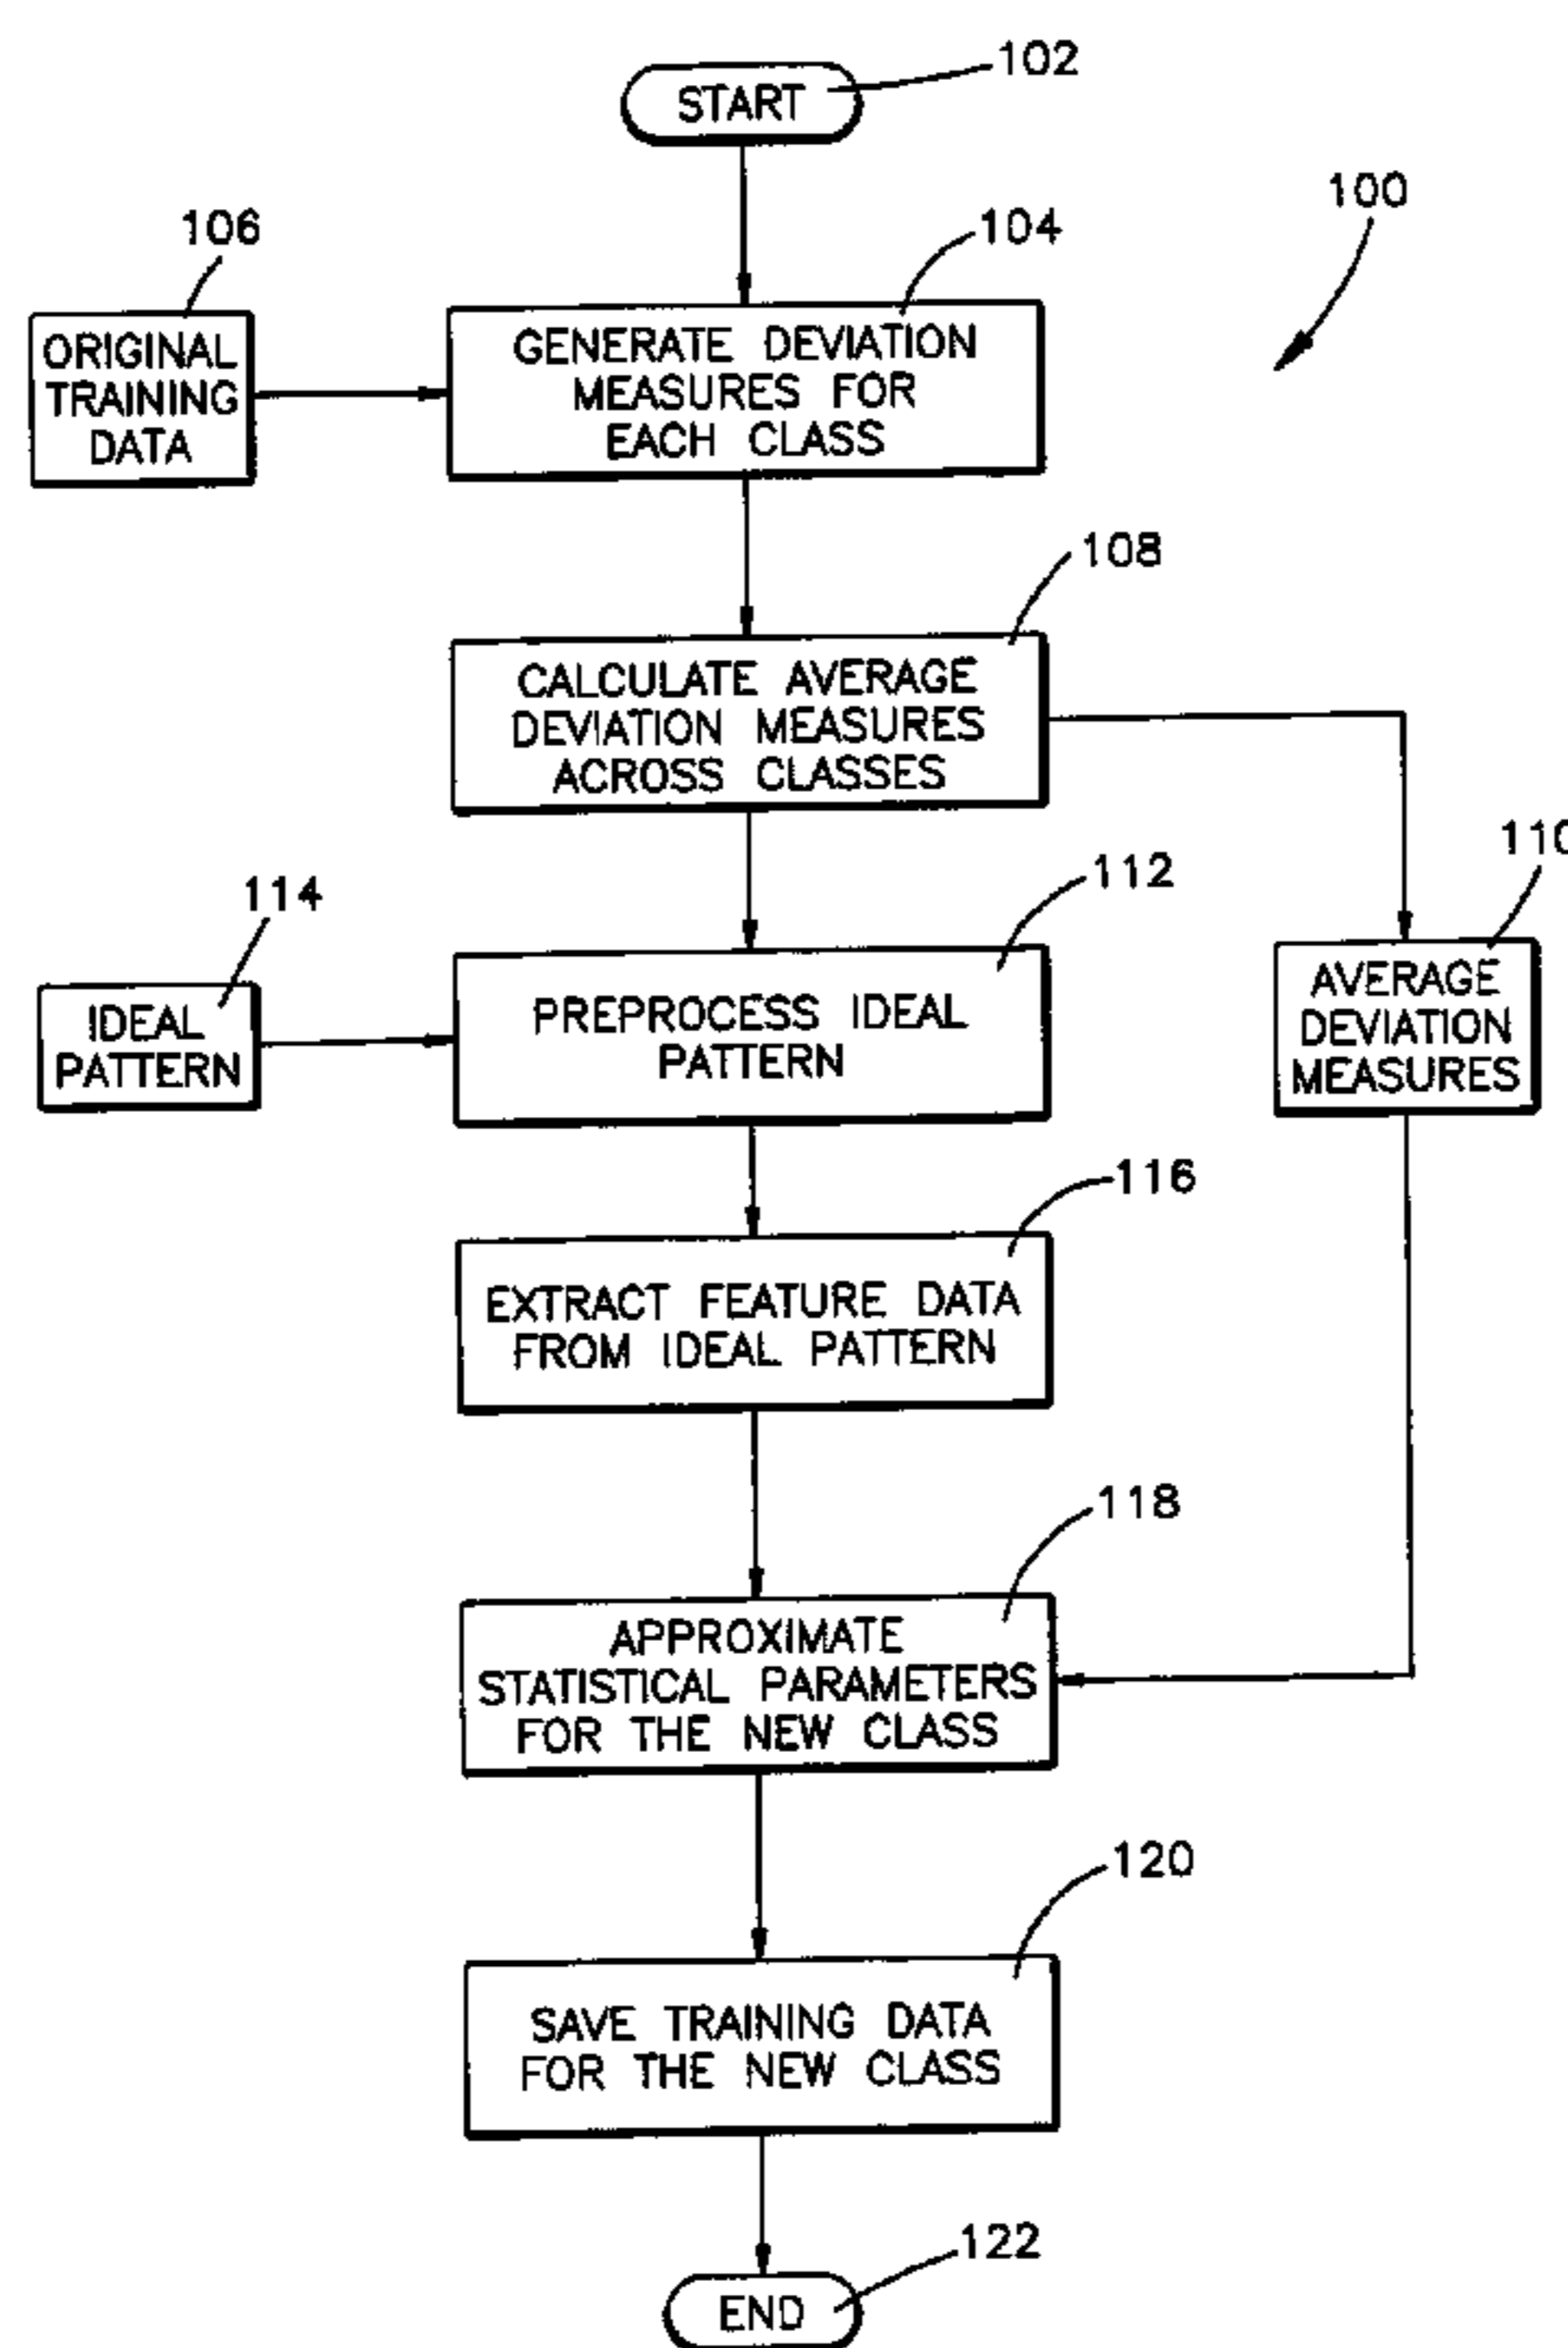 102
START
100
106
104
ORIGINAL
TRAINING
DATA
GENERATE DEVIATION
MEASURES FOR
EACH CLASS
108
CALCULATE AVERAGE
DEVIATION MEASURES
ACROSS CLASSES
110
112
114
IDEAL
PATTERN
PREPROCESS IDEAL
PATTERN
AVERAGE
DEVIATION
MEASURES
116
EXTRACT FEATURE DATA
FROM IDEAL PATTERN
118
APPROXIMATE
STATISTICAL PARAMETERS
FOR THE NEW CLASS
120
SAVE TRAINING DATA
FOR THE NEW CLASS
122
END